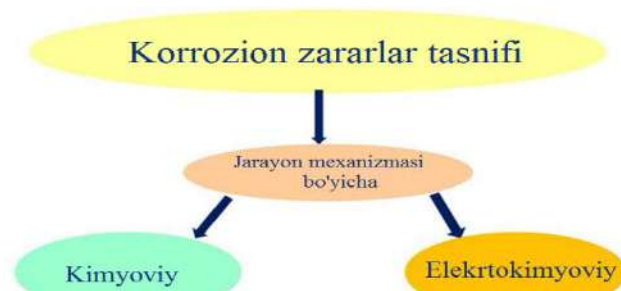 Korrozion zararlar tasnifi
Jarayon mexanizmasi
bo'yicha
Kimyoviy
Elekrtokimyoviy